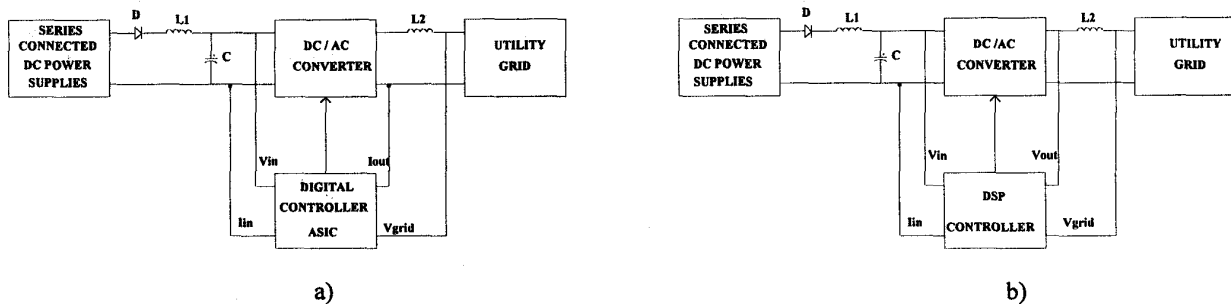 SERIES
CONNECTED
DC POWER
SUPPLIES
D
L1
C
DC / AC
CONVERTER
L2
UTILITY
GRID
Vin
Iout
DIGITAL
CONTROLLER
ASIC
Iin
Vgrid
a)
SERIES
CONNECTED
DC POWER
SUPPLIES
D
L1
C
DC /AC
CONVERTER
L2
UTILITY
GRID
Vin
Vout
DSP
CONTROLLER
Iin
Vgrid
b)